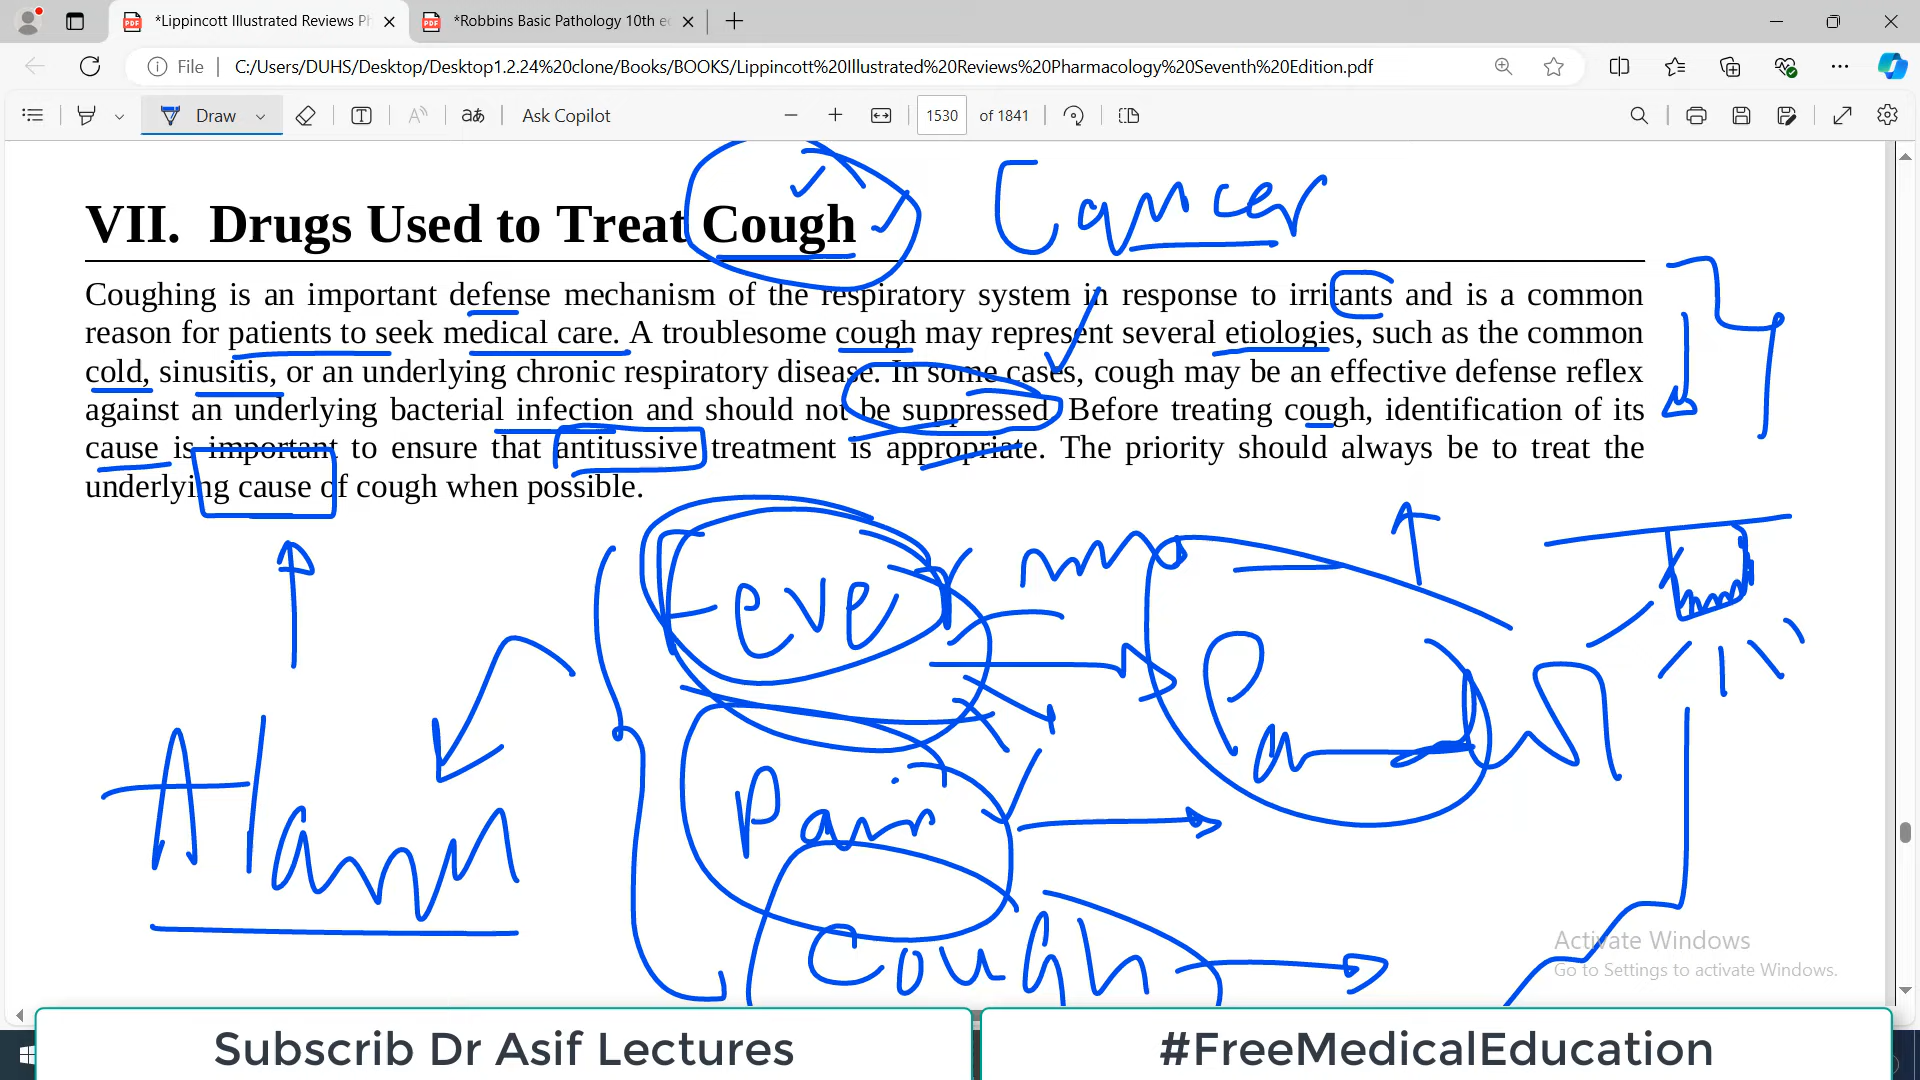 *Lippincott Illustrated Reviews Ph
*Robbins Basic Pathology 10th ed
File
C:/Users/DUHS/Desktop/Desktop1.2.24%20clone/Books/BOOKS/Lippincott%20Illustrated%20Reviews%20Pharmacology%20Seventh%20Edition.pdf
Draw
Ask Copilot
1530 of 1841
Cancer
VII. Drugs Used to Treat Cough
Coughing is an important defense mechanism of the respiratory system in response to irritants and is a common
reason for patients to seek medical care. A troublesome cough may represent several etiologies, such as the common
cold, sinusitis, or an underlying chronic respiratory disease. In some cases, cough may be an effective defense reflex
against an underlying bacterial infection and should not be suppressed. Before treating cough, identification of its
cause is important to ensure that antitussive treatment is appropriate. The priority should always be to treat the
underlying cause of cough when possible.
Pain
Alarm
Cough
Activate Windows
Go to Settings to activate Windows.
Subscrib Dr Asif Lectures
#FreeMedicalEducation